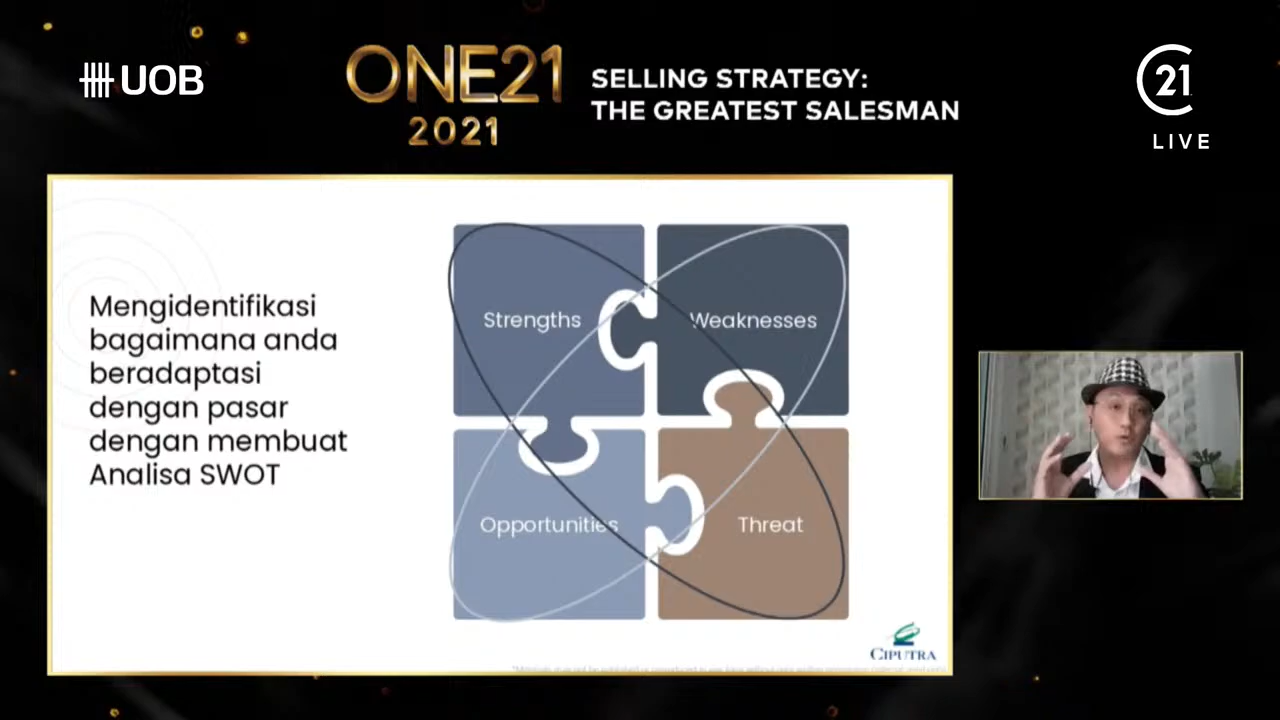 UOB
ONE21
2021
SELLING STRATEGY:
THE GREATEST SALESMAN
21
LIVE
Mengidentifikasi
bagaimana anda
beradaptasi
dengan pasar
dengan membuat
Analisa SWOT
Strengths
Weaknesses
Opportunities
Threat
CIPUTRA